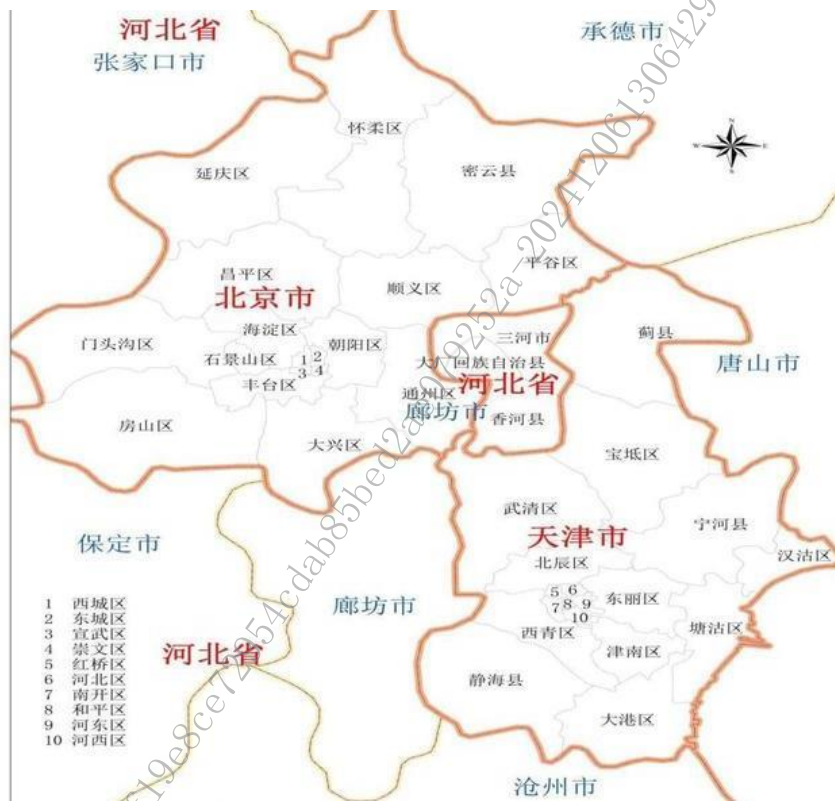 河北省
承德市
张家口市
怀柔区
密云县
延庆区
N
W E
S
平谷区
昌平区
顺义区
北京市
蓟县
海淀区
朝阳区
三河市
门头沟区
石景山区
1 2
3 4
大厂回族自治县
唐山市
丰台区
通州区
河北省
廊坊市
香河县
房山区
大兴区
宝坻区
武清区
宁河县
天津市
保定市
汉沽区
北辰区
5 6
7 8 9
10
东丽区
廊坊市
塘沽区
西青区
津南区
河北省
静海县
大港区
沧州市
1 西城区
2 东城区
3 宣武区
4 崇文区
5 红桥区
6 河北区
7 南开区
8 和平区
9 河东区
10 河西区